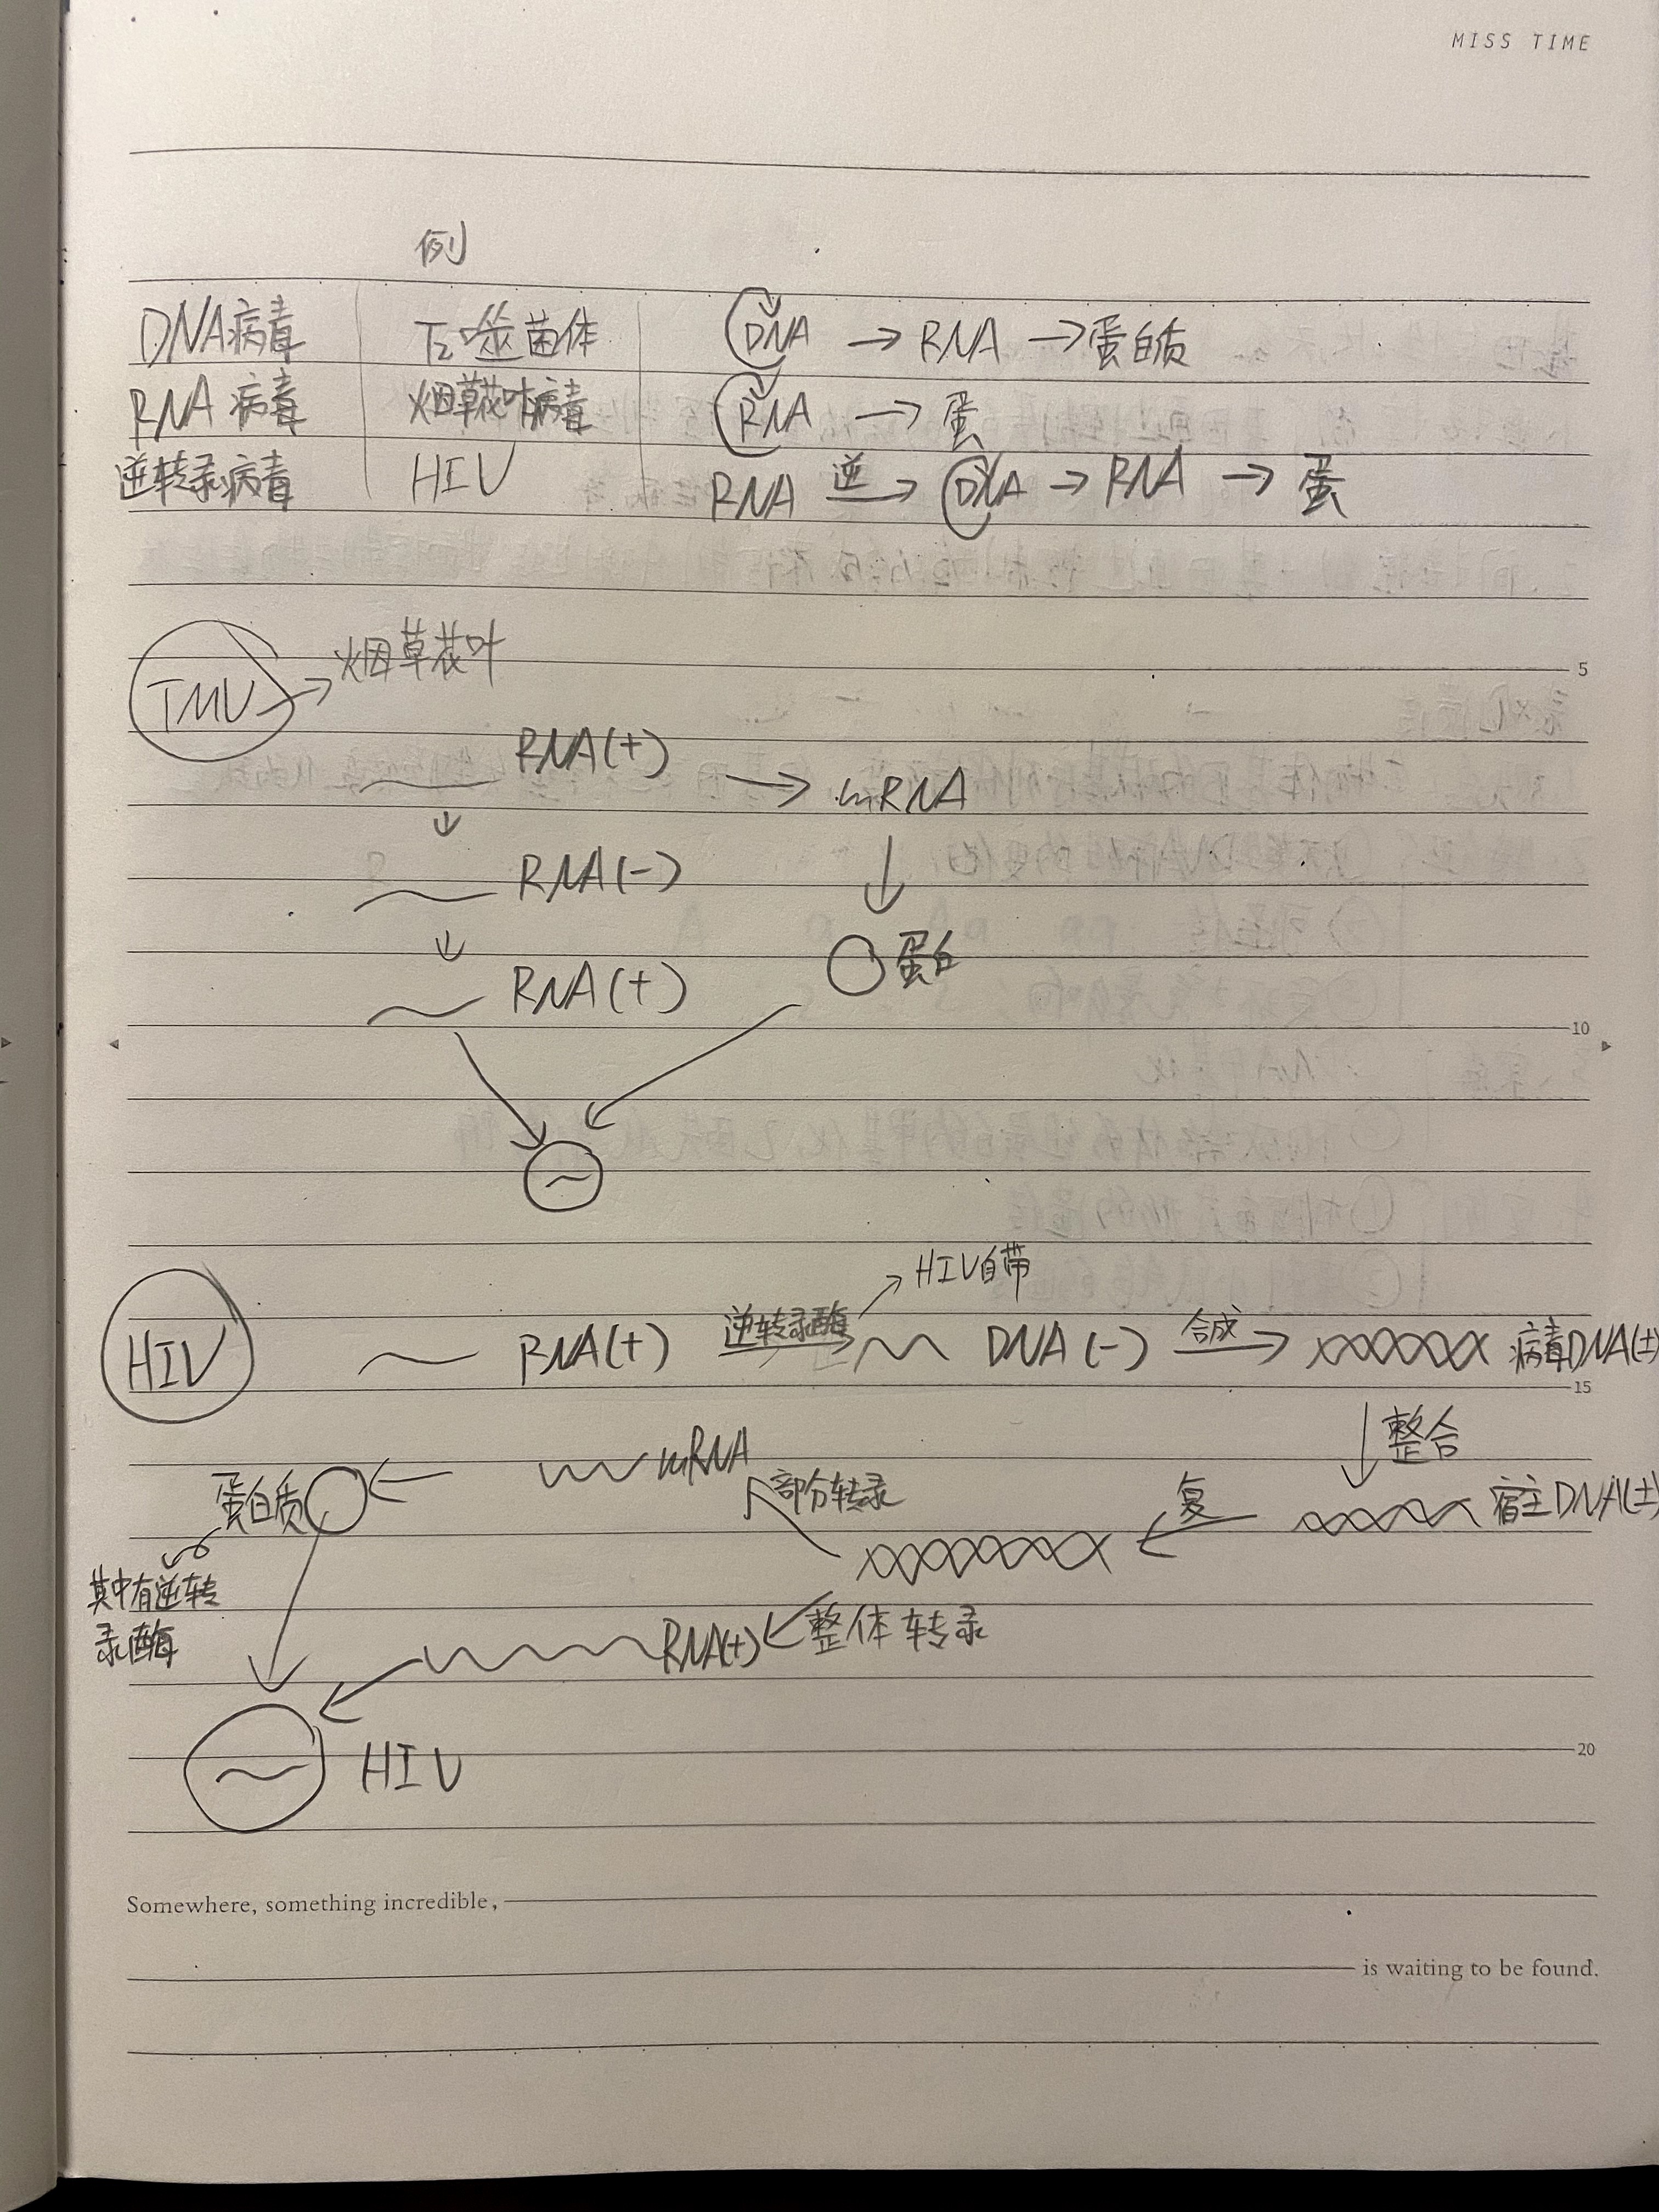 MISS TIME
例
DNA病毒 T2噬菌体 DNA → RNA → 蛋白质
RNA病毒 烟草花叶病毒 RNA → 蛋
逆转录病毒 HIV RNA 逆→ DNA → RNA → 蛋
TMV → 烟草花叶
5
RNA(+) → mRNA
RNA(-)
RNA(+) 蛋白
10
HIV自带
HIV RNA(+) 逆转录酶 DNA(-) 合成 病毒DNA(±)
15
整合
蛋白质 mRNA 部分转录 复 宿主DNA(±)
其中有逆转
录酶 RNA(+) 整体转录
HIV
20
Somewhere, something incredible,
is waiting to be found.